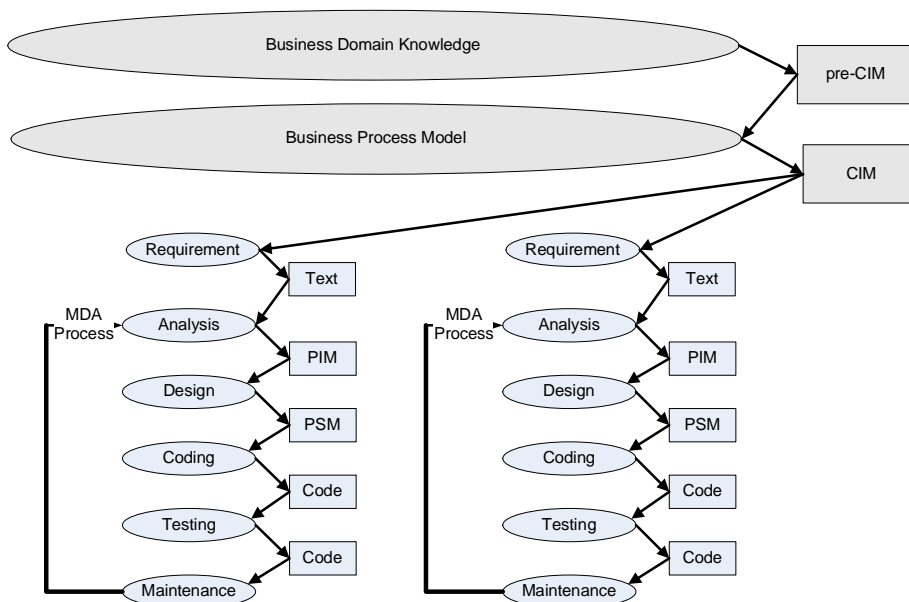 Business Domain Knowledge
pre-CIM
Business Process Model
CIM
Requirement
Text
MDA
Process
Analysis
PIM
Design
PSM
Coding
Code
Testing
Code
Maintenance
Requirement
Text
MDA
Process
Analysis
PIM
Design
PSM
Coding
Code
Testing
Code
Maintenance